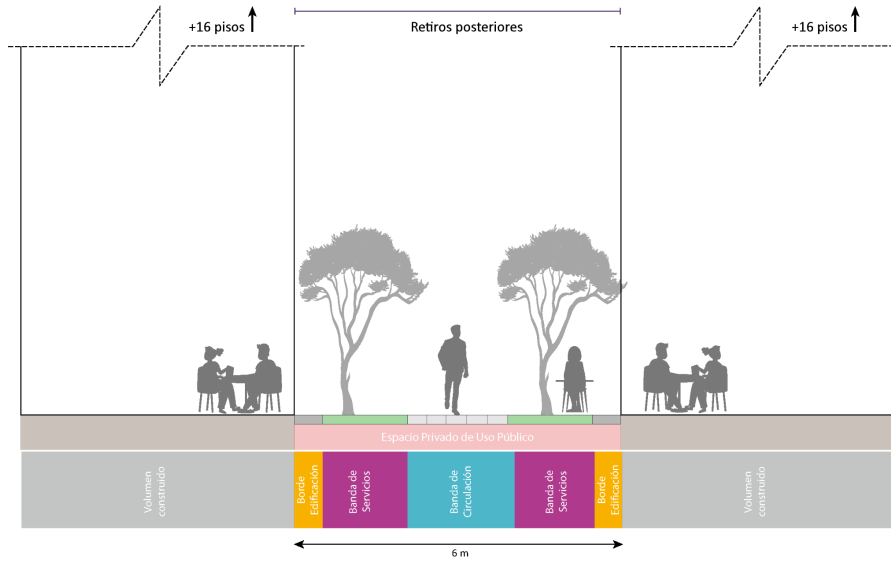 +16 pisos
Retiros posteriores
+16 pisos
Espacio Privado de Uso Público
Volumen
construido
Borde
Edificación
Banda de
Servicios
Banda de
Circulación
Banda de
Servicios
Borde
Edificación
Volumen
construido
6 m